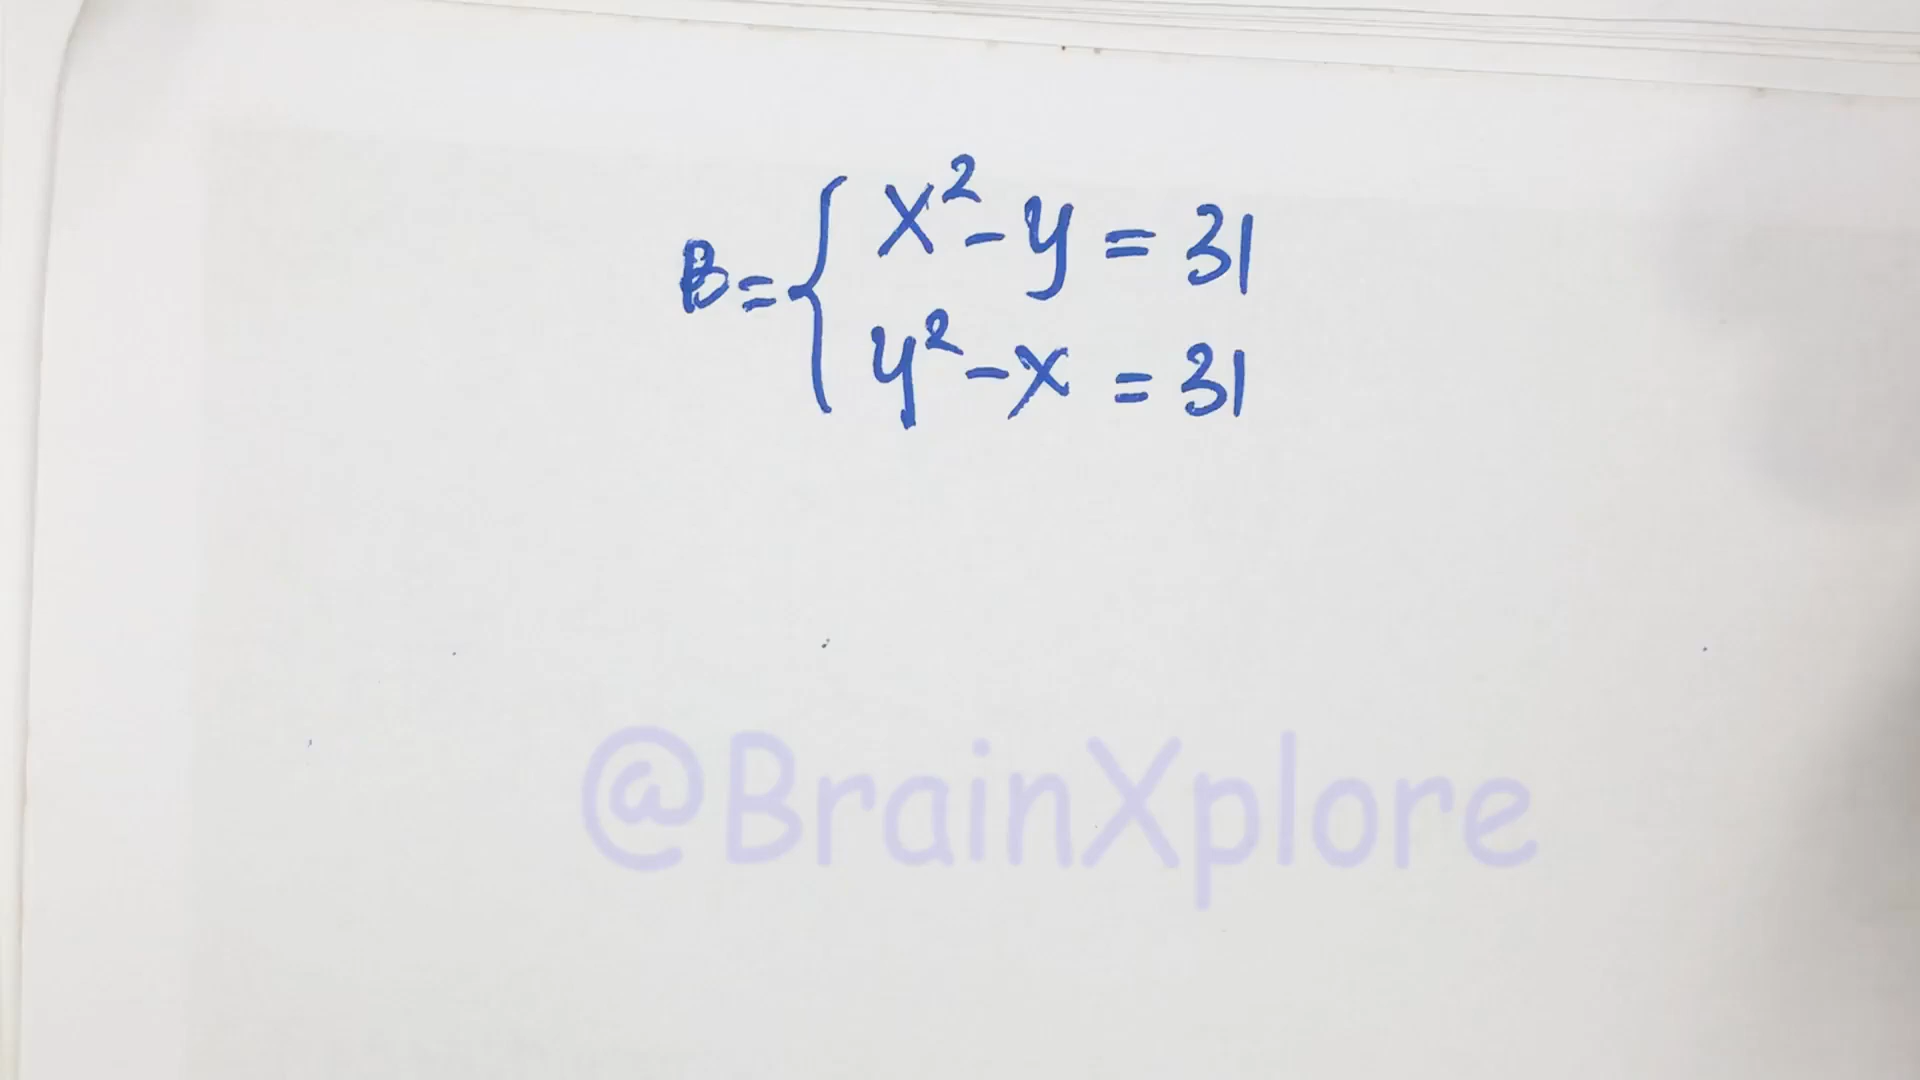 B = { x² - y = 31
y² - x = 31
@BrainXplore